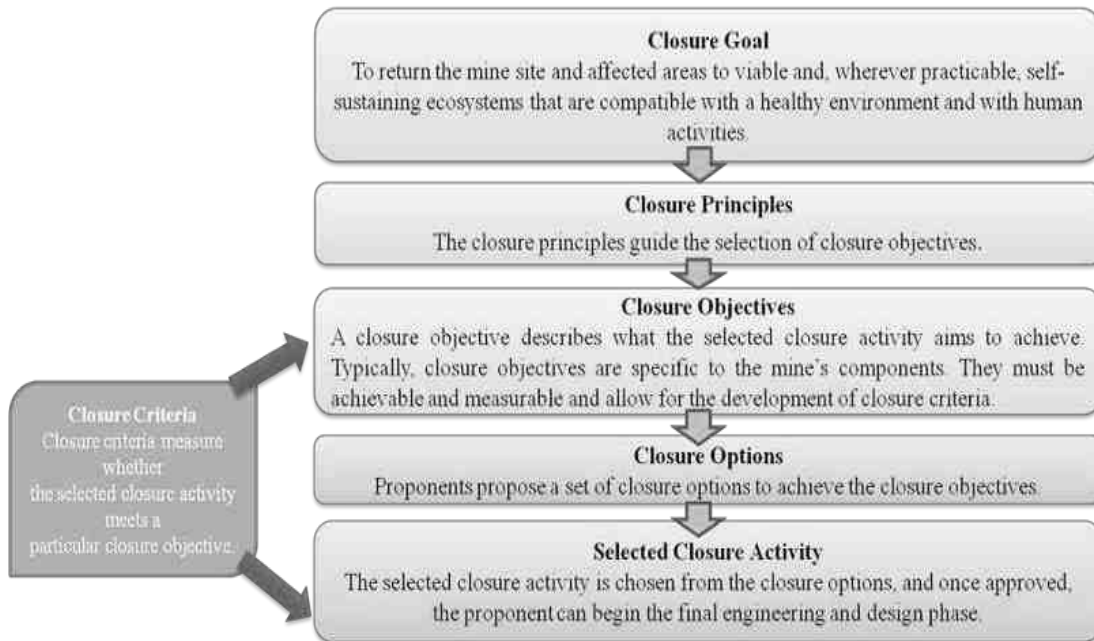 Closure Goal
To return the mine site and affected areas to viable and, wherever practicable, self-
sustaining ecosystems that are compatible with a healthy environment and with human
activities.
Closure Principles
The closure principles guide the selection of closure objectives.
Closure Objectives
A closure objective describes what the selected closure activity aims to achieve.
Typically, closure objectives are specific to the mine's components. They must be
achievable and measurable and allow for the development of closure criteria.
Closure Criteria
Closure criteria measure
whether
the selected closure activity
meets a
particular closure objective.
Closure Options
Proponents propose a set of closure options to achieve the closure objectives.
Selected Closure Activity
The selected closure activity is chosen from the closure options, and once approved,
the proponent can begin the final engineering and design phase.